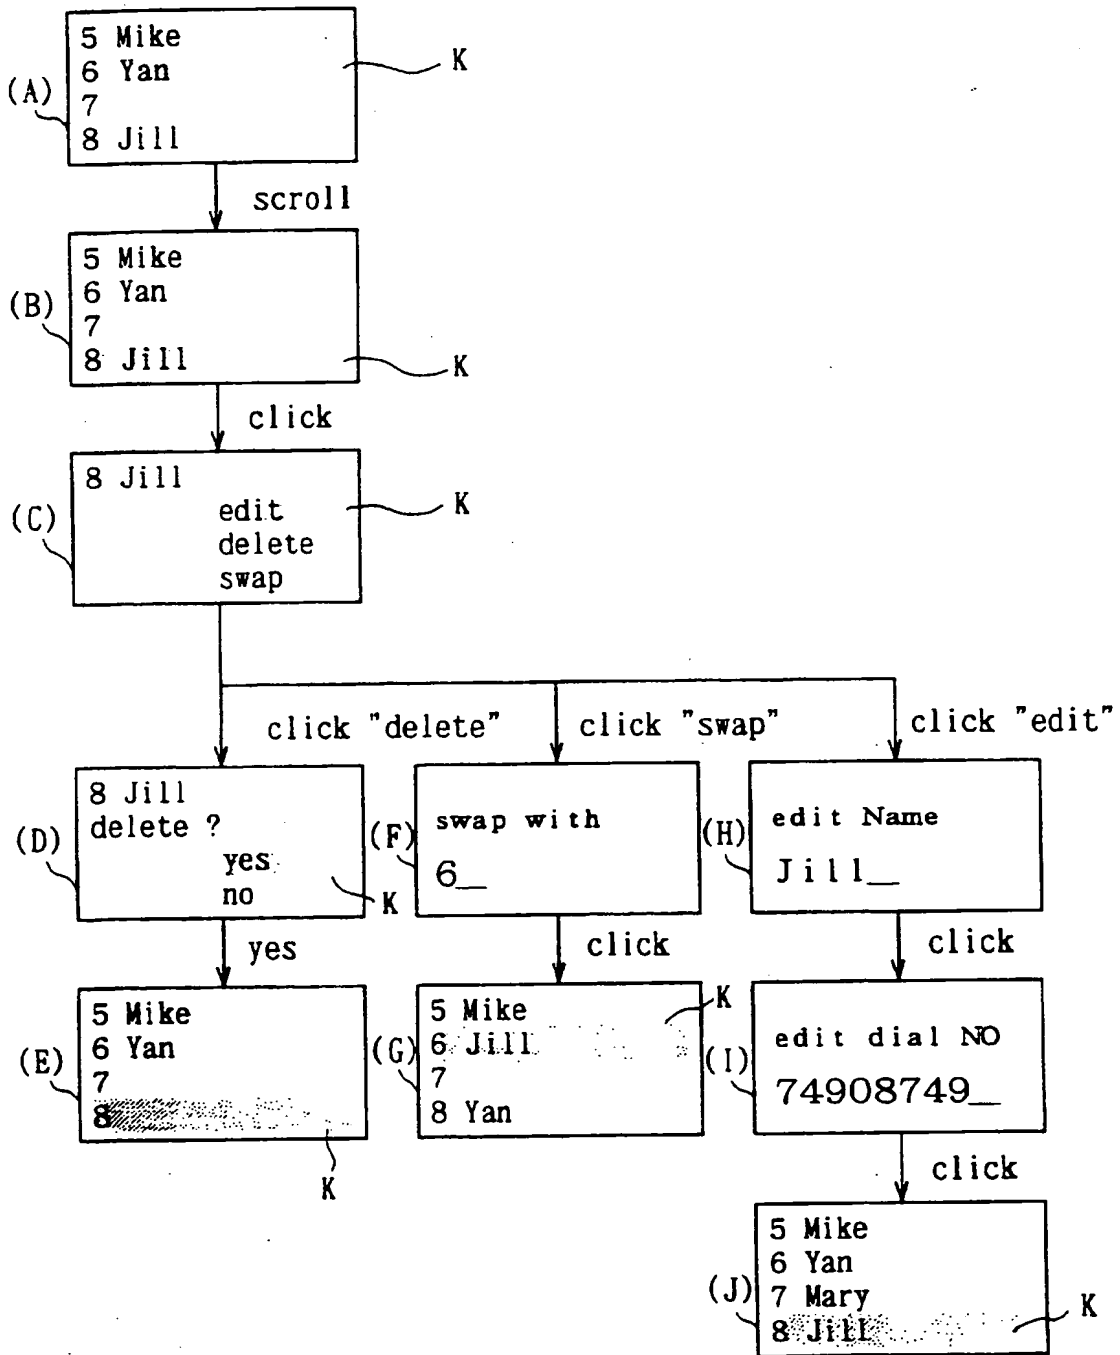 5 Mike
6 Yan
7
8 Jill
(A)
K
scroll
5 Mike
6 Yan
7
8 Jill
(B)
K
click
8 Jill
edit
delete
swap
(C)
K
click "delete"
click "swap"
click "edit"
8 Jill
delete ?
yes
no
(D)
K
swap with
6_
(F)
edit Name
Jill_
(H)
yes
click
click
5 Mike
6 Yan
7
8
(E)
K
5 Mike
6 Jill
7
8 Yan
(G)
K
edit dial NO
74908749_
(I)
click
5 Mike
6 Yan
7 Mary
8 Jill
(J)
K